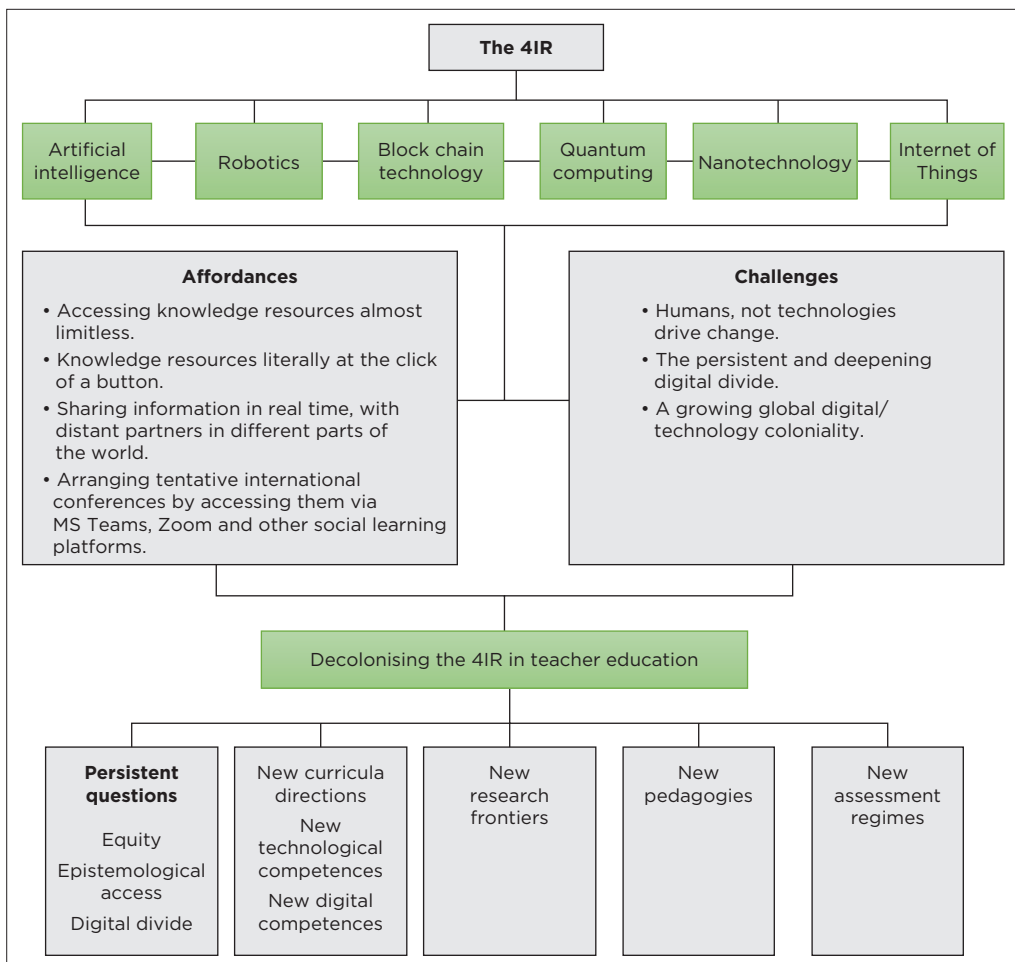 The 4IR
Artificial
intelligence
Robotics
Block chain
technology
Quantum
computing
Nanotechnology
Internet of
Things
Affordances
• Accessing knowledge resources almost
limitless.
• Knowledge resources literally at the click
of a button.
• Sharing information in real time, with
distant partners in different parts of
the world.
• Arranging tentative international
conferences by accessing them via
MS Teams, Zoom and other social learning
platforms.
Challenges
• Humans, not technologies
drive change.
• The persistent and deepening
digital divide.
• A growing global digital/
technology coloniality.
Decolonising the 4IR in teacher education
Persistent
questions
Equity
Epistemological
access
Digital divide
New curricula
directions
New
technological
competences
New digital
competences
New
research
frontiers
New
pedagogies
New
assessment
regimes